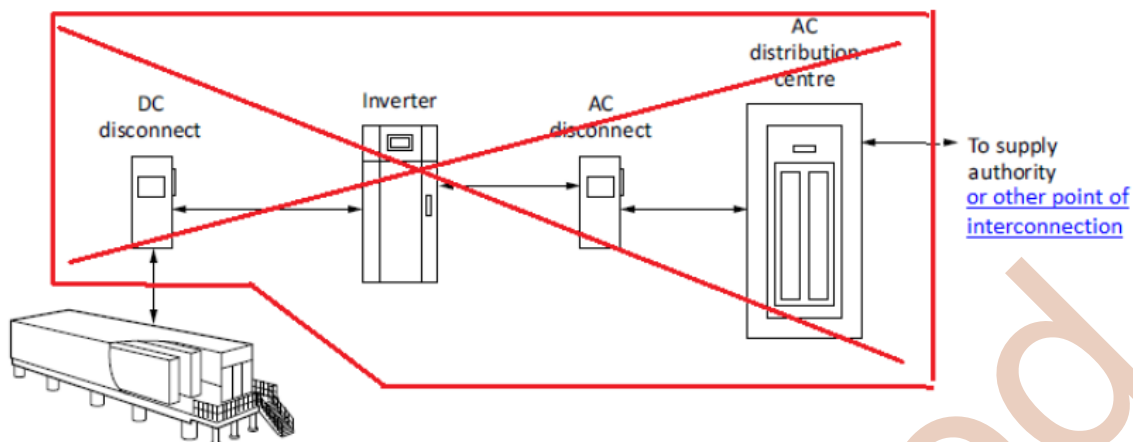 AC
distribution
centre
DC
disconnect
Inverter
AC
disconnect
To supply
authority
or other point of
interconnection